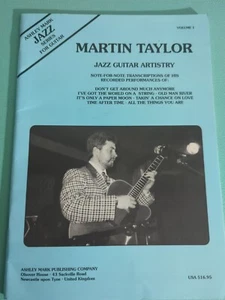 ASHLEY MARK
JAZZ
SERIES
FOR GUITAR
VOLUME 1
MARTIN TAYLOR
JAZZ GUITAR ARTISTRY
NOTE-FOR-NOTE TRANSCRIPTIONS OF HIS
RECORDED PERFORMANCES OF:
DON'T GET AROUND MUCH ANYMORE
I'VE GOT THE WORLD ON A STRING · OLD MAN RIVER
IT'S ONLY A PAPER MOON · TAKIN' A CHANCE ON LOVE
TIME AFTER TIME · ALL THE THINGS YOU ARE
ASHLEY MARK PUBLISHING COMPANY
Olsover House · 43 Sackville Road
Newcastle upon Tyne · United Kingdom
USA $16.95